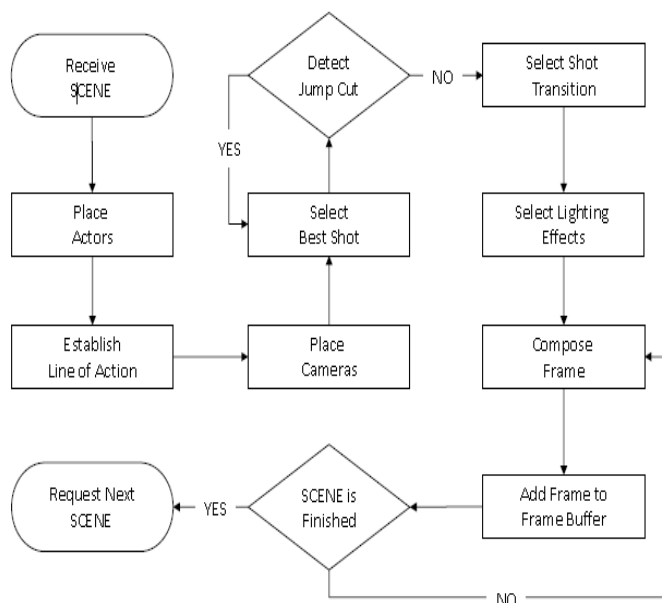 Receive
SCENE
Place
Actors
Establish
Line of Action
Place
Cameras
Select
Best Shot
Detect
Jump Cut
YES
NO
Select Shot
Transition
Select Lighting
Effects
Compose
Frame
Add Frame to
Frame Buffer
SCENE is
Finished
NO
YES
Request Next
SCENE